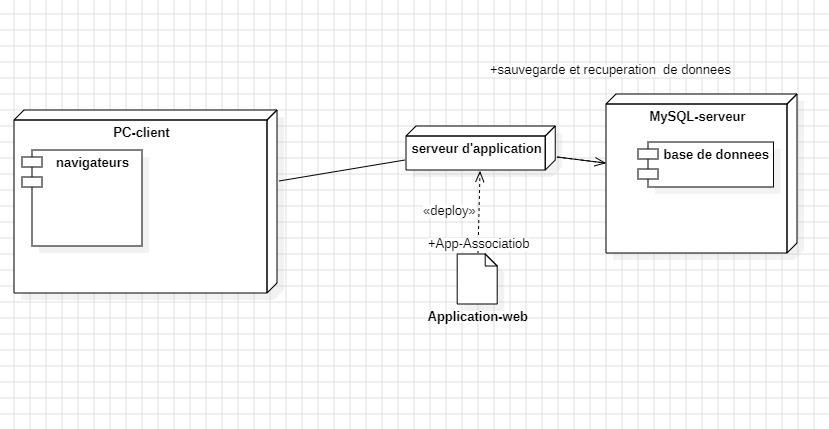 +sauvegarde et recuperation de donnees
PC-client
navigateurs
serveur d'application
MySQL-serveur
base de donnees
«deploy»
+App-Associatiob
Application-web